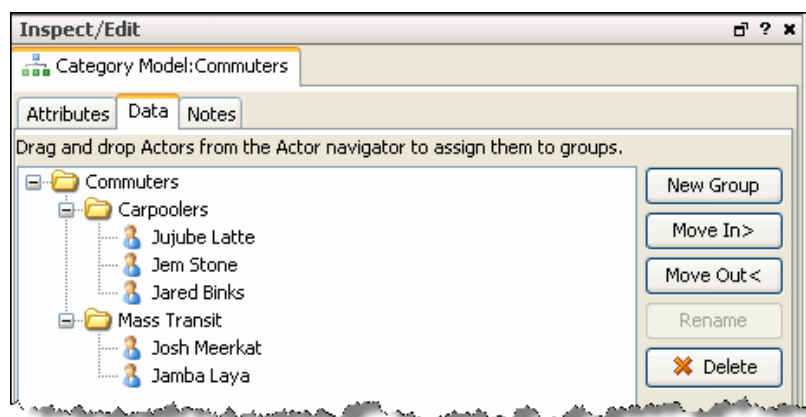 Inspect/Edit
Category Model:Commuters
Attributes Data Notes
Drag and drop Actors from the Actor navigator to assign them to groups.
Commuters
Carpoolers
Jujube Latte
Jem Stone
Jared Binks
Mass Transit
Josh Meerkat
Jamba Laya
New Group
Move In>
Move Out<
Rename
Delete